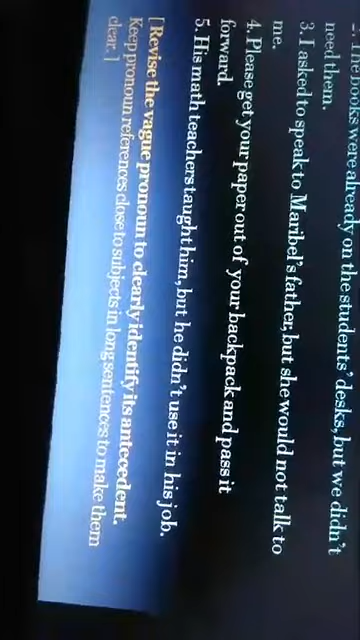 2. The books were already on the students' desks, but we didn't
need them.
3. I asked to speak to Maribel's father, but she would not talk to
me.
4. Please get your paper out of your backpack and pass it
forward.
5. His math teachers taught him, but he didn't use it in his job.
[Revise the vague pronoun to clearly identify its antecedent.
Keep pronoun references close to subjects in long sentences to make them
clear.]